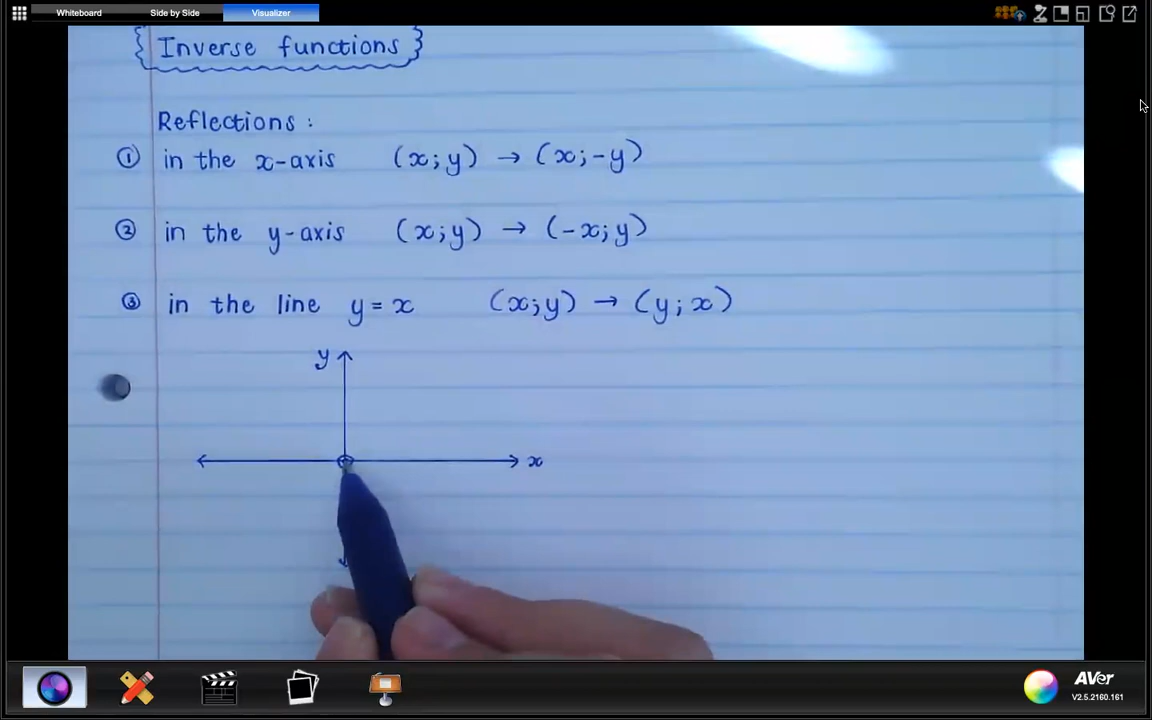 Whiteboard Side by Side Visualizer
Inverse functions
Reflections :
① in the x-axis (x;y) → (x;-y)
② in the y-axis (x;y) → (-x;y)
③ in the line y = x (x;y) → (y;x)
y
x
AVer
V2.5.2160.161